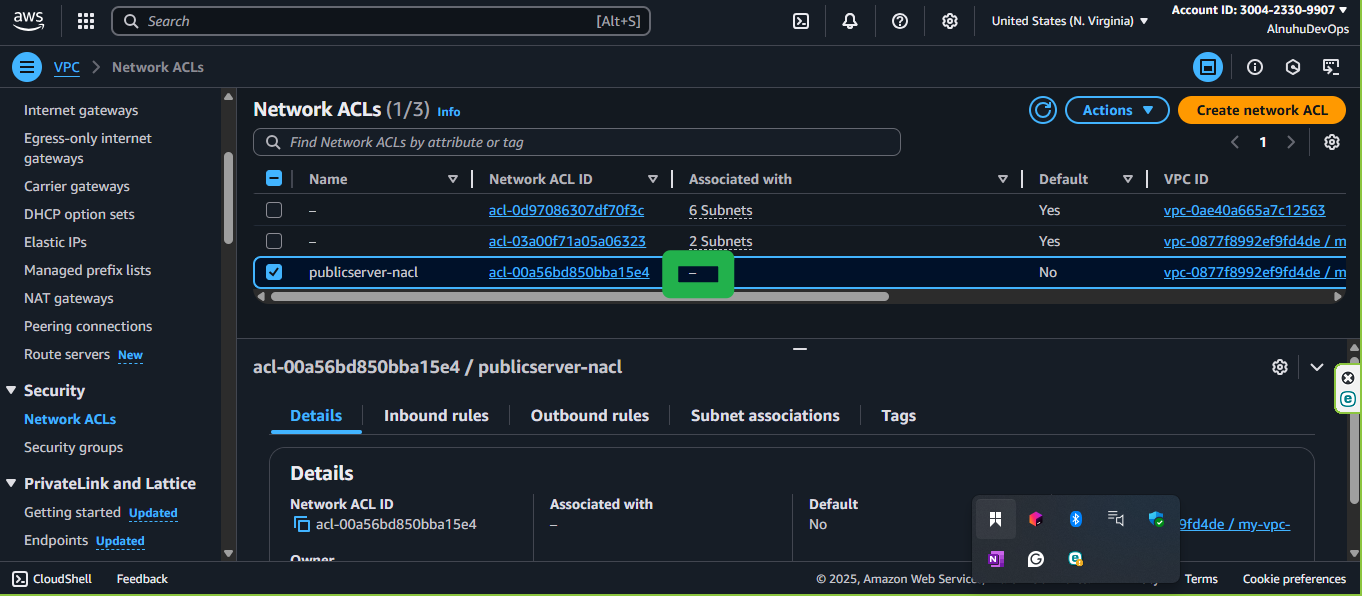 aws
Search [Alt+S]
United States (N. Virginia)
Account ID: 3004-2330-9907
AlnuhuDevOps
VPC
Network ACLs
Internet gateways
Egress-only internet
gateways
Carrier gateways
DHCP option sets
Elastic IPs
Managed prefix lists
NAT gateways
Peering connections
Route servers New
Security
Network ACLs
Security groups
PrivateLink and Lattice
Getting started Updated
Endpoints Updated
Network ACLs (1/3) Info
Actions
Create network ACL
Find Network ACLs by attribute or tag
1
Name Network ACL ID Associated with Default VPC ID
– acl-0d97086307df70f3c 6 Subnets Yes vpc-0ae40a665a7c12563
– acl-03a00f71a05a06323 2 Subnets Yes vpc-0877f8992ef9fd4de / m
publicserver-nacl acl-00a56bd850bba15e4 – No vpc-0877f8992ef9fd4de / m
acl-00a56bd850bba15e4 / publicserver-nacl
Details Inbound rules Outbound rules Subnet associations Tags
Details
Network ACL ID
acl-00a56bd850bba15e4
Associated with
–
Default
No
9fd4de / my-vpc-
Owner
CloudShell Feedback
© 2025, Amazon Web Service
Terms Cookie preferences